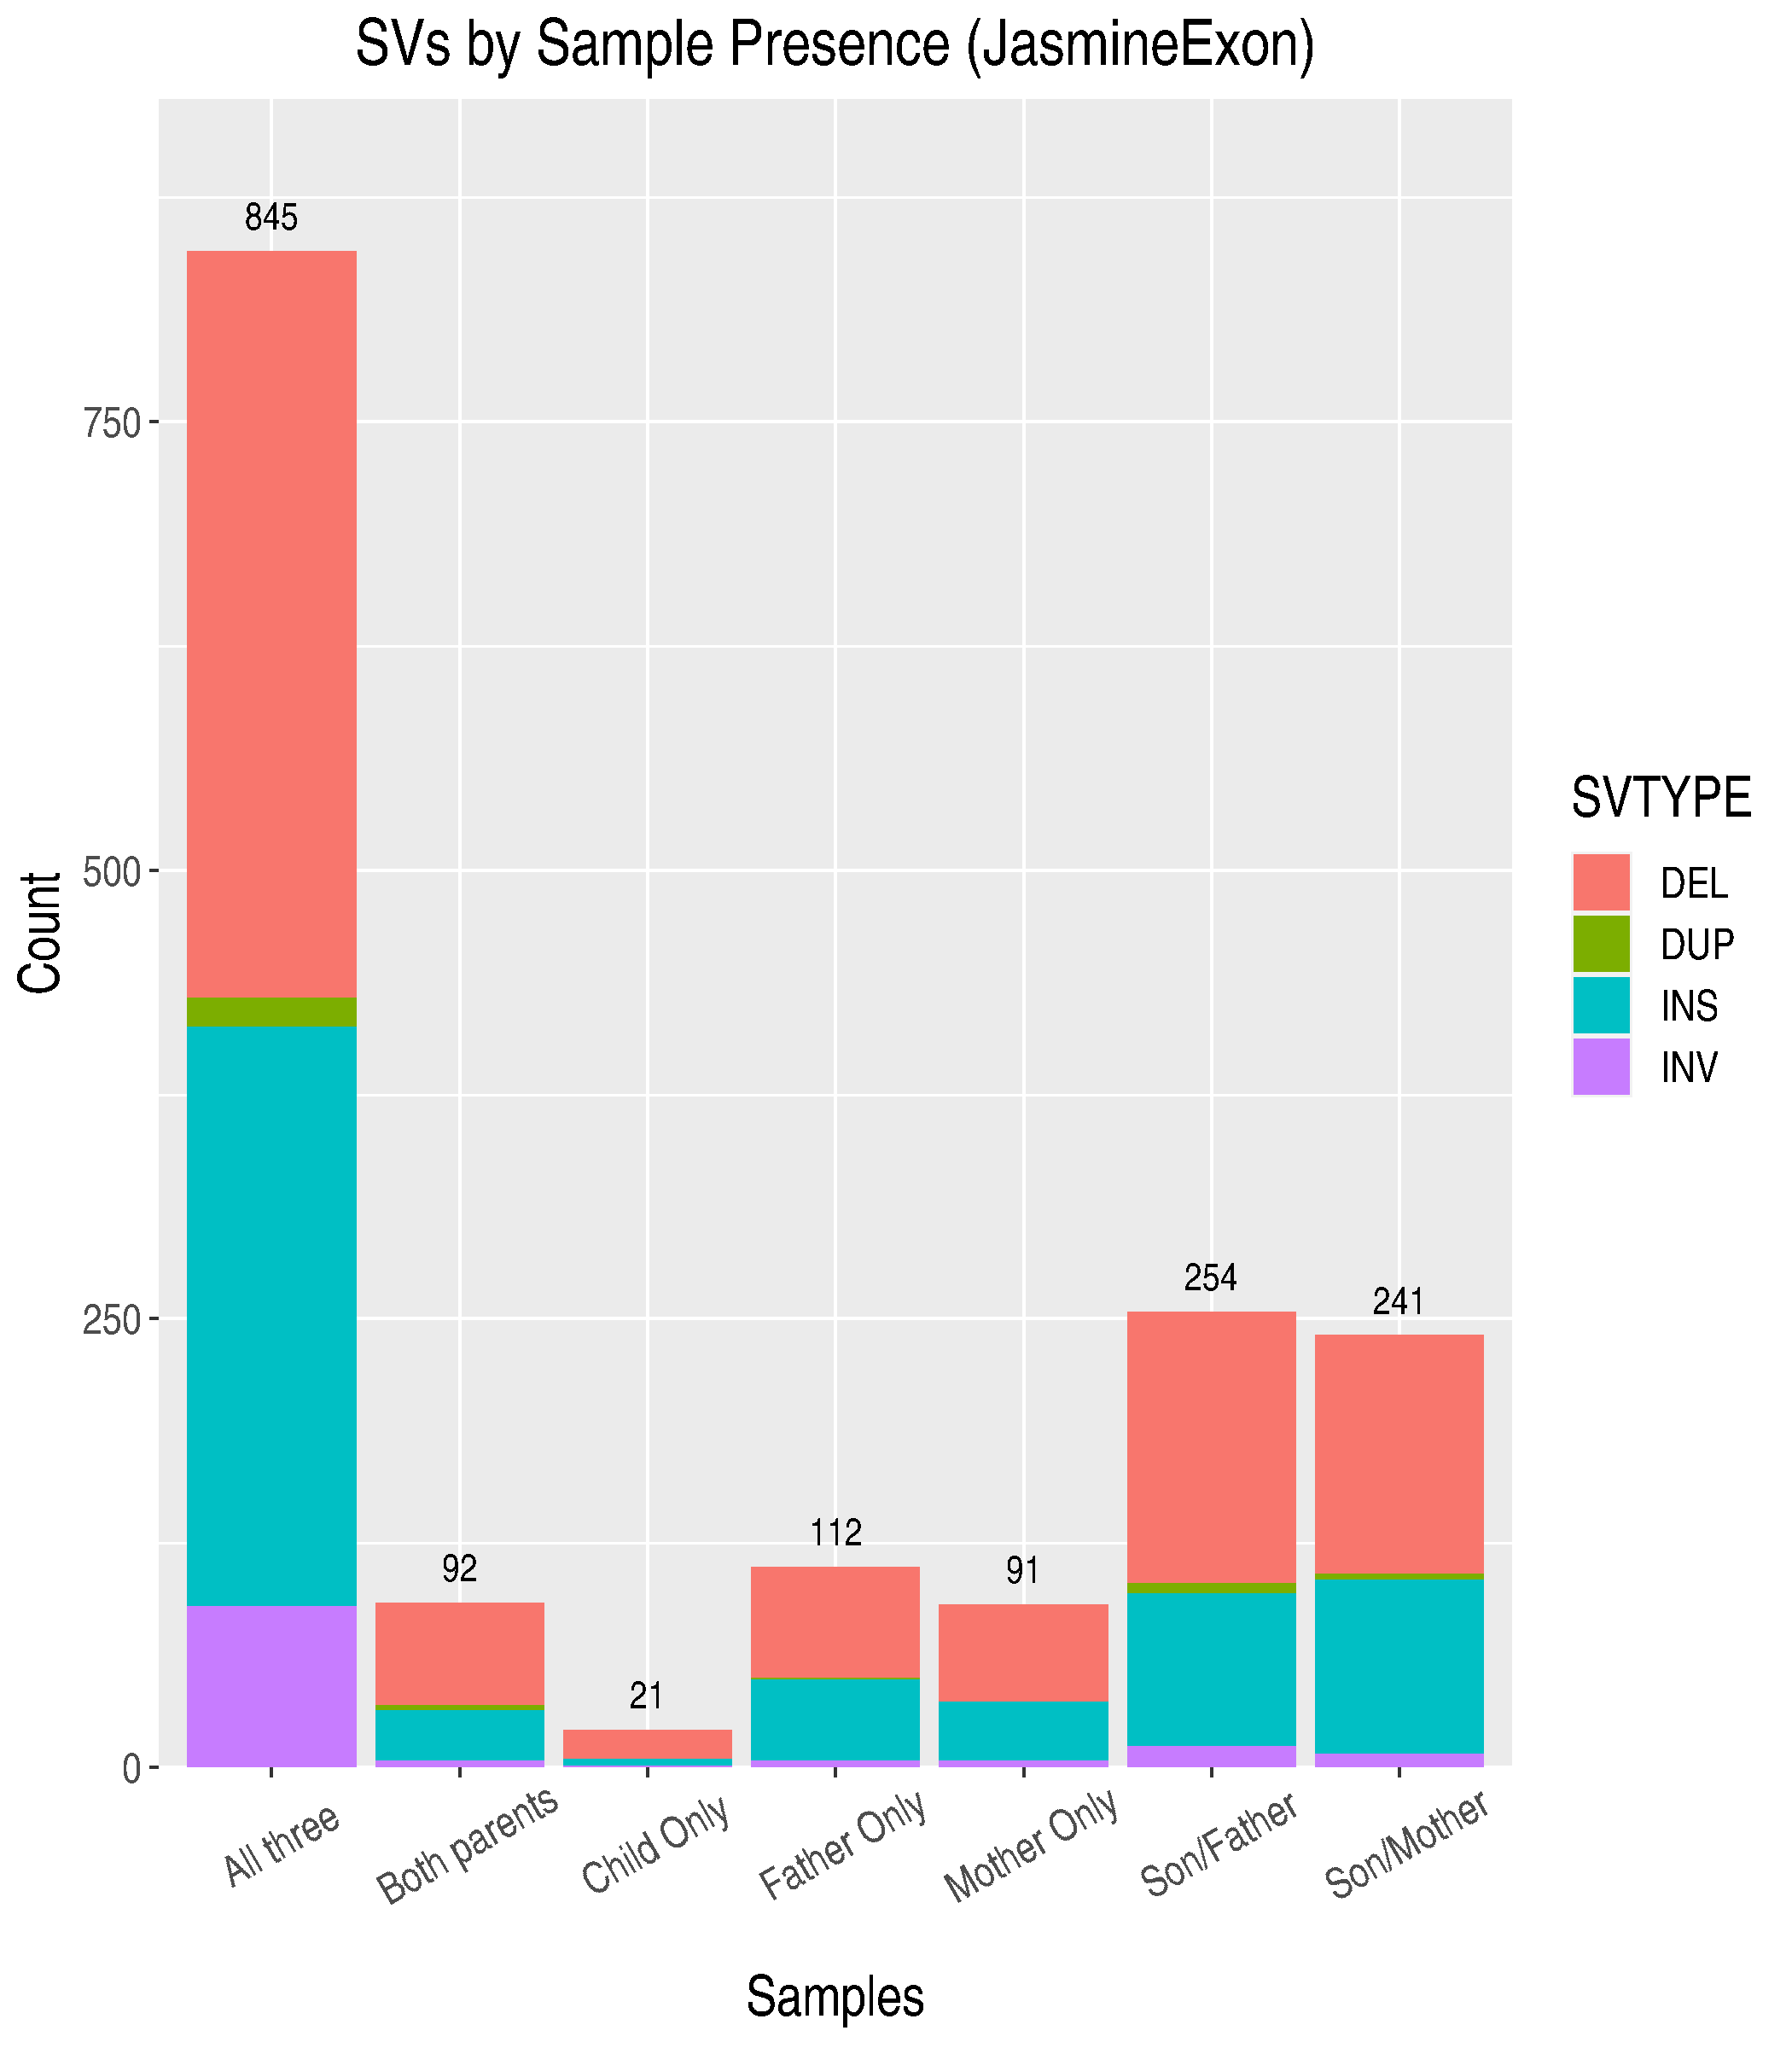 SVs by Sample Presence (JasmineExon)
845
750
500
250
0
Count
92
21
112
91
254
241
All three
Both parents
Child Only
Father Only
Mother Only
Son/Father
Son/Mother
Samples
SVTYPE
DEL
DUP
INS
INV